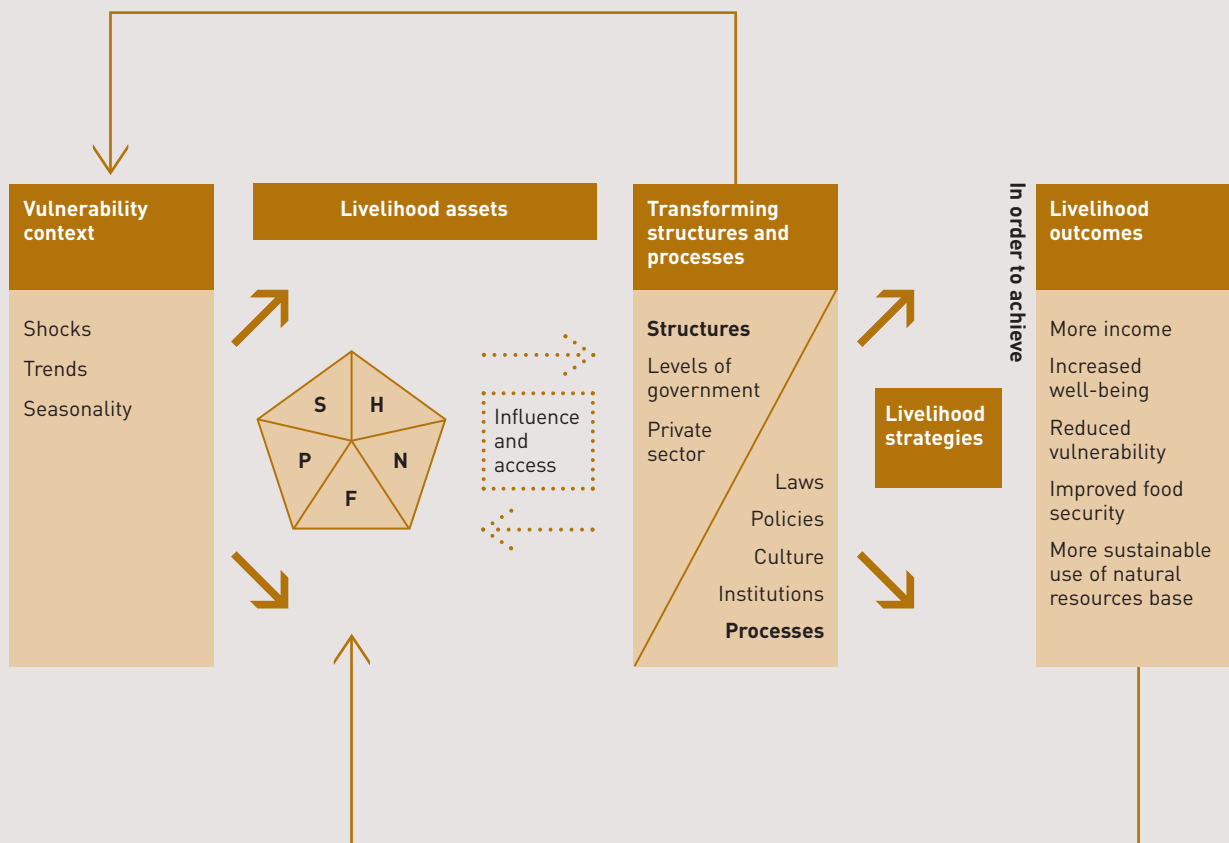 Vulnerability
context
Shocks
Trends
Seasonality
Livelihood assets
S
H
P
N
F
Influence
and
access
Transforming
structures and
processes
Structures
Levels of
government
Private
sector
Laws
Policies
Culture
Institutions
Processes
Livelihood
strategies
In order to achieve
Livelihood
outcomes
More income
Increased
well-being
Reduced
vulnerability
Improved food
security
More sustainable
use of natural
resources base